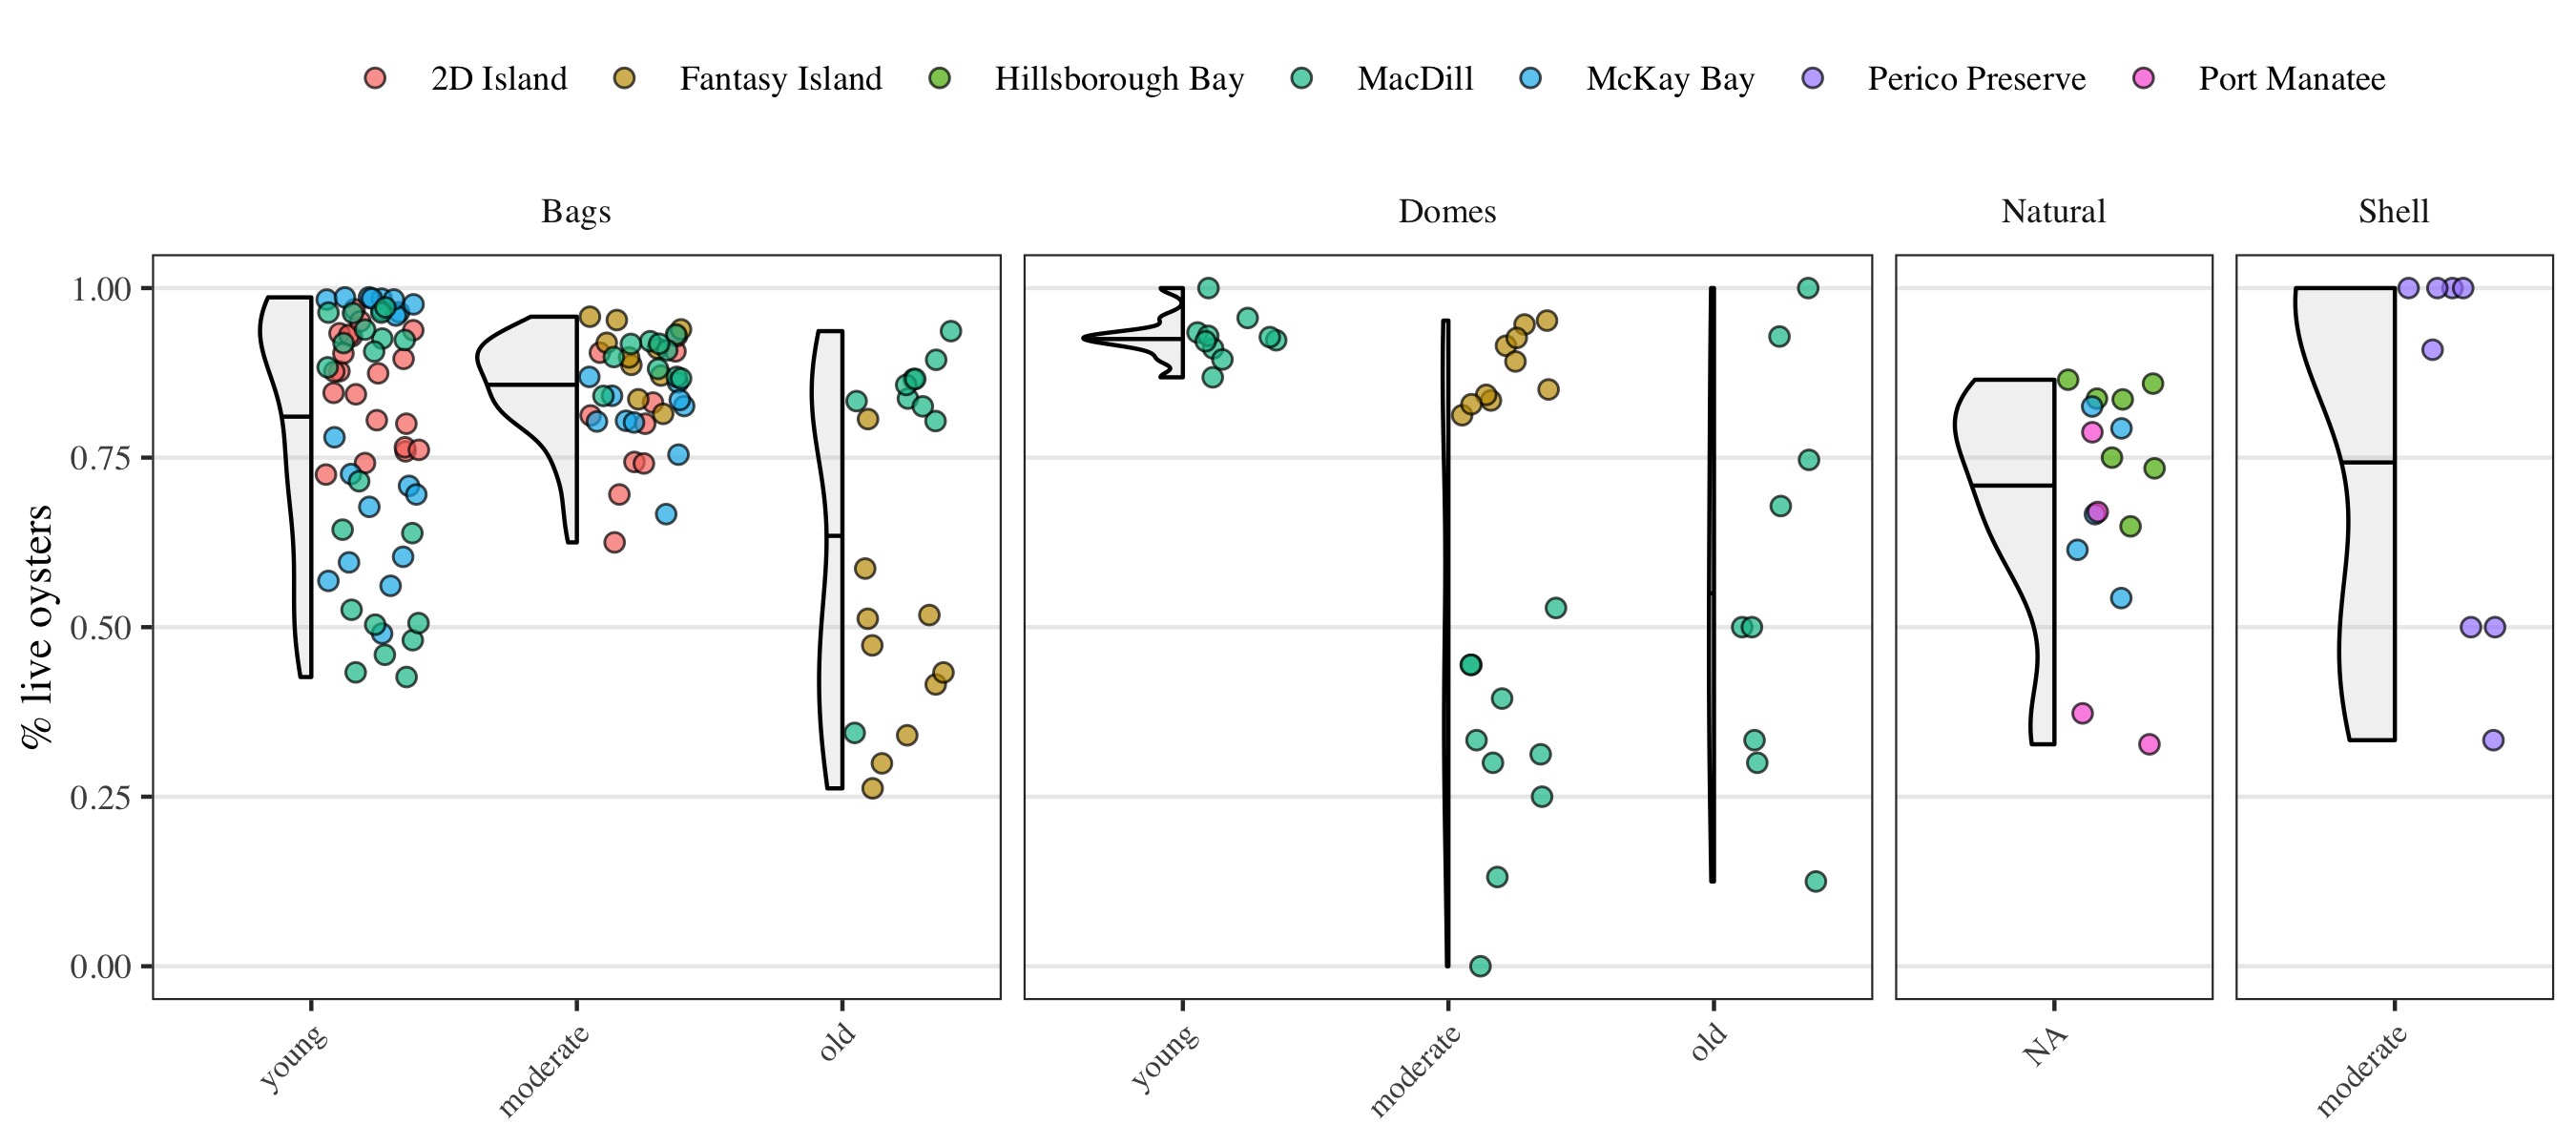 2D Island Fantasy Island Hillsborough Bay MacDill McKay Bay Perico Preserve Port Manatee
Bags Domes Natural Shell
% live oysters
1.00
0.75
0.50
0.25
0.00
young moderate old young moderate old NA moderate